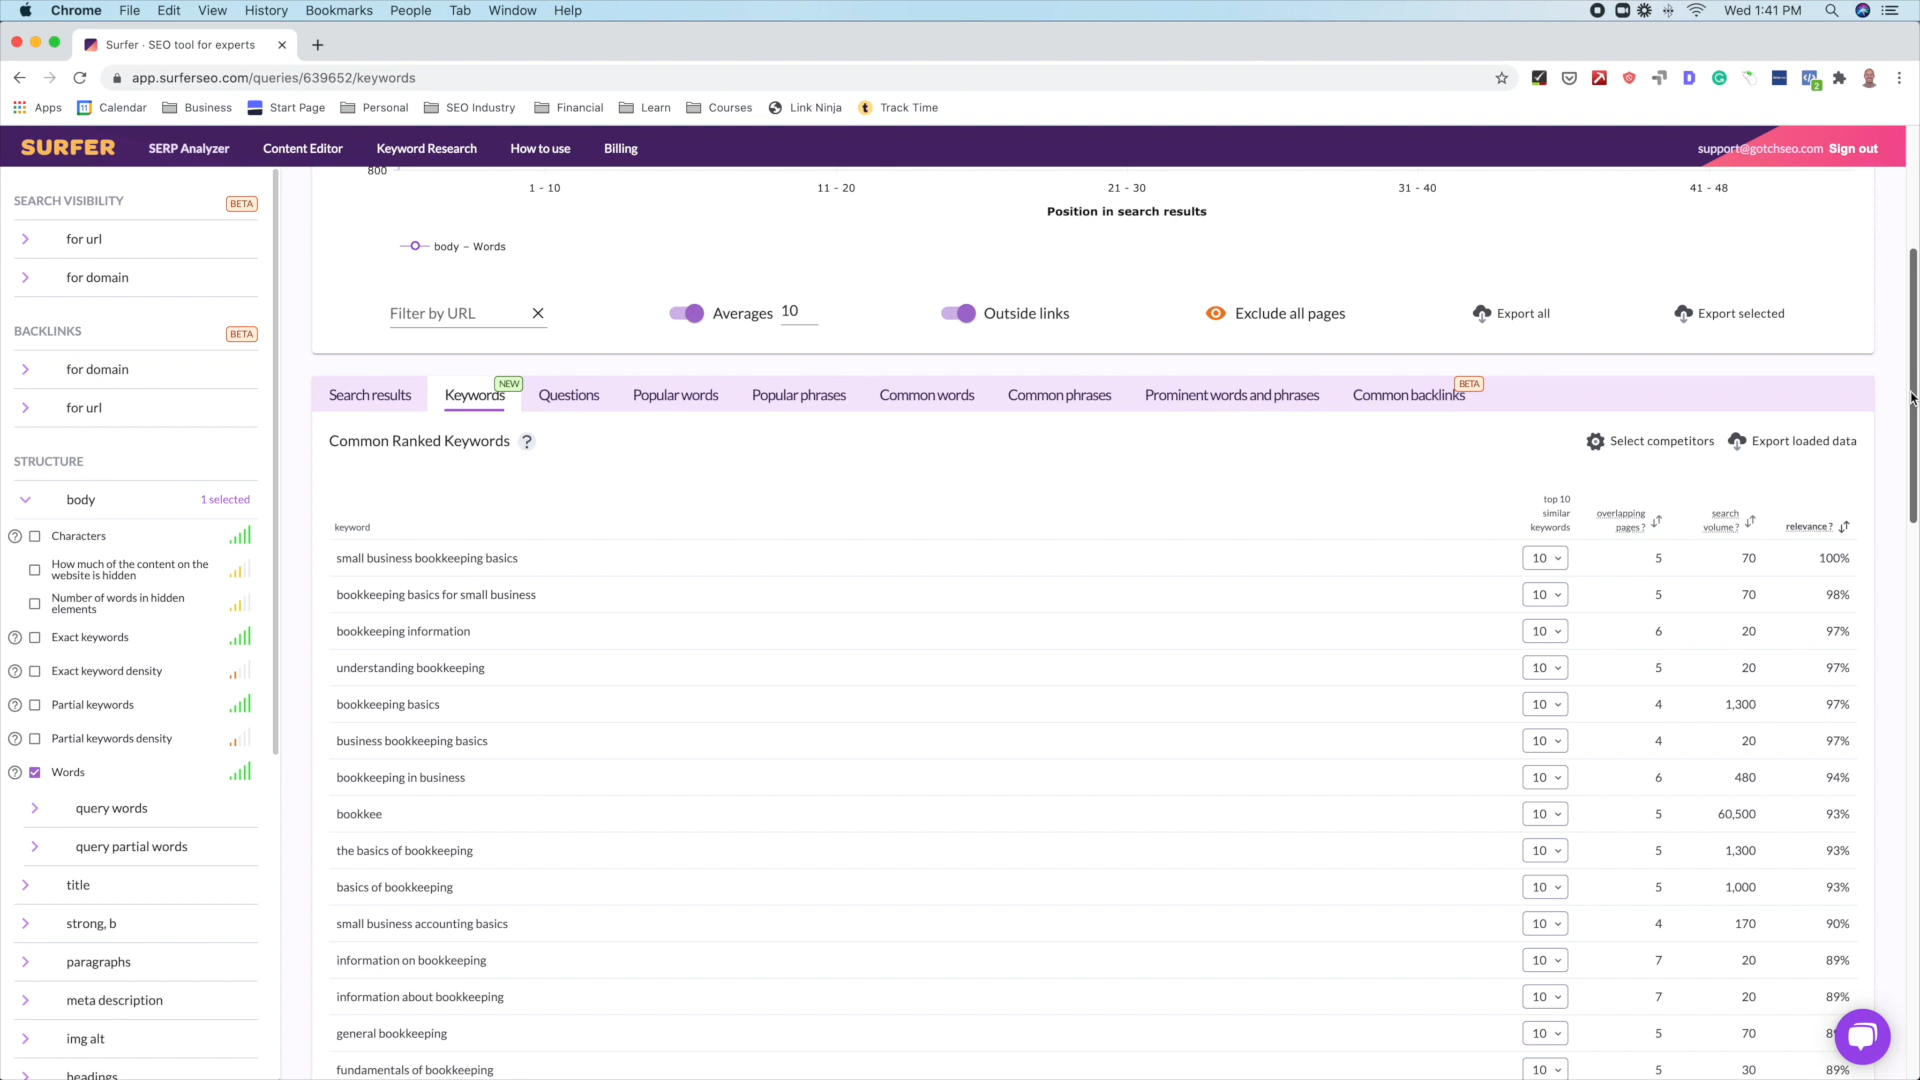 Chrome File Edit View History Bookmarks People Tab Window Help Wed 1:41 PM
Surfer · SEO tool for experts
app.surferseo.com/queries/639652/keywords
Apps Calendar Business Start Page Personal SEO Industry Financial Learn Courses Link Ninja Track Time
SURFER SERP Analyzer Content Editor Keyword Research How to use Billing support@gotchseo.com Sign out
SEARCH VISIBILITY BETA
for url
for domain
BACKLINKS BETA
for domain
for url
STRUCTURE
body 1 selected
Characters
How much of the content on the
website is hidden
Number of words in hidden
elements
Exact keywords
Exact keyword density
Partial keywords
Partial keywords density
Words
query words
query partial words
title
strong, b
paragraphs
meta description
img alt
headings
800
1 - 10 11 - 20 21 - 30 31 - 40 41 - 48
Position in search results
body – Words
Filter by URL Averages 10 Outside links Exclude all pages Export all Export selected
Search results Keywords NEW Questions Popular words Popular phrases Common words Common phrases Prominent words and phrases Common backlinks BETA
Common Ranked Keywords ? Select competitors Export loaded data
keyword top 10 similar keywords overlapping pages ? search volume ? relevance ?
small business bookkeeping basics 10 5 70 100%
bookkeeping basics for small business 10 5 70 98%
bookkeeping information 10 6 20 97%
understanding bookkeeping 10 5 20 97%
bookkeeping basics 10 4 1,300 97%
business bookkeeping basics 10 4 20 97%
bookkeeping in business 10 6 480 94%
bookkee 10 5 60,500 93%
the basics of bookkeeping 10 5 1,300 93%
basics of bookkeeping 10 5 1,000 93%
small business accounting basics 10 4 170 90%
information on bookkeeping 10 7 20 89%
information about bookkeeping 10 7 20 89%
general bookkeeping 10 5 70
fundamentals of bookkeeping 10 5 30 89%